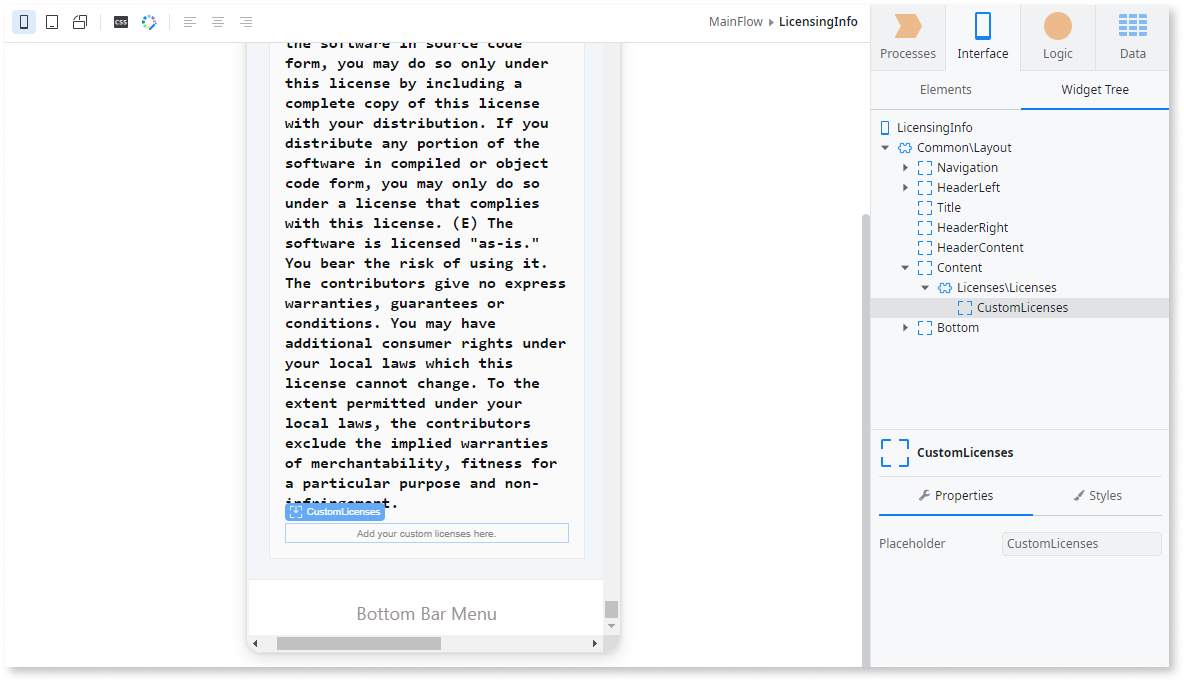 CSS
MainFlow
LicensingInfo
the software in source code
form, you may do so only under
this license by including a
complete copy of this license
with your distribution. If you
distribute any portion of the
software in compiled or object
code form, you may only do so
under a license that complies
with this license. (E) The
software is licensed "as-is."
You bear the risk of using it.
The contributors give no express
warranties, guarantees or
conditions. You may have
additional consumer rights under
your local laws which this
license cannot change. To the
extent permitted under your
local laws, the contributors
exclude the implied warranties
of merchantability, fitness for
a particular purpose and non-
infringement.
CustomLicenses
Add your custom licenses here.
Bottom Bar Menu
Processes
Interface
Logic
Data
Elements
Widget Tree
LicensingInfo
Common\Layout
Navigation
HeaderLeft
Title
HeaderRight
HeaderContent
Content
Licenses\Licenses
CustomLicenses
Bottom
CustomLicenses
Properties
Styles
Placeholder
CustomLicenses